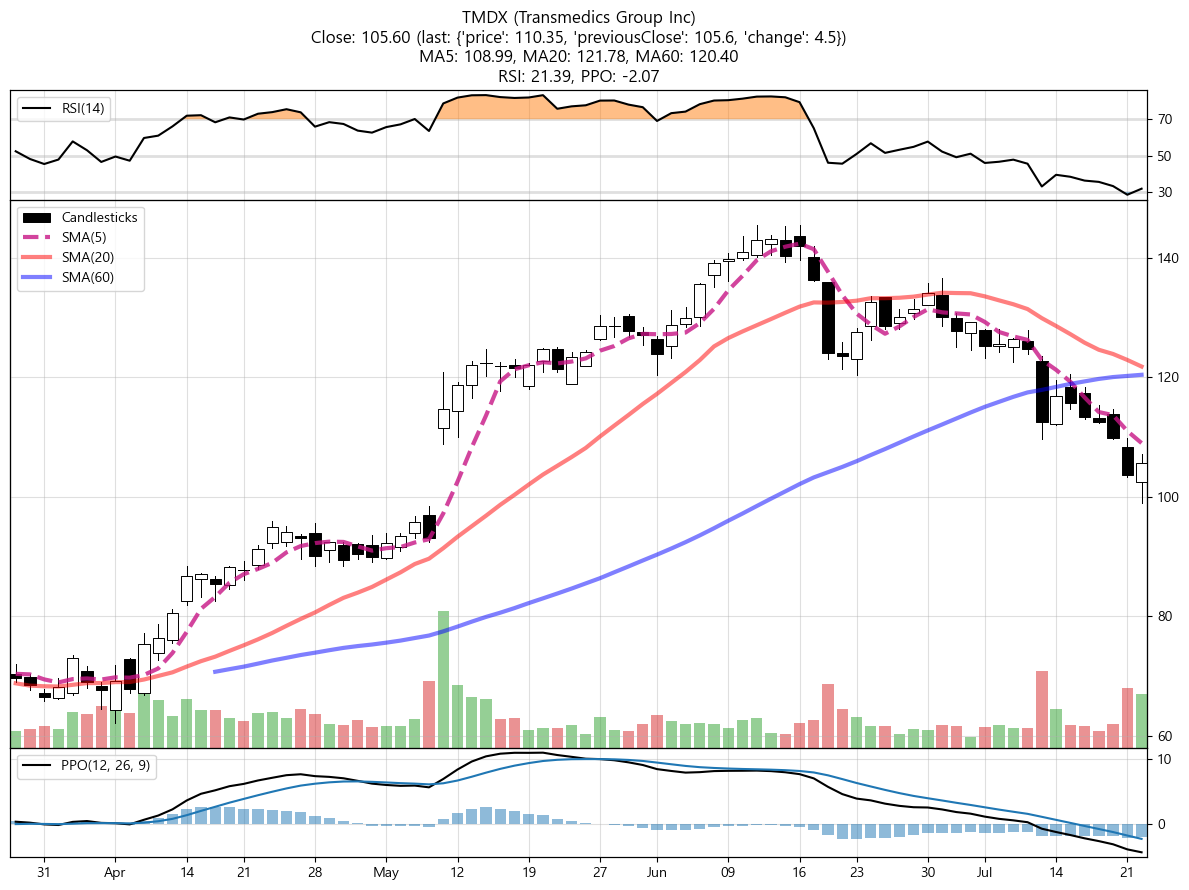 TMDX (Transmedics Group Inc)
Close: 105.60 (last: {'price': 110.35, 'previousClose': 105.6, 'change': 4.5})
MA5: 108.99, MA20: 121.78, MA60: 120.40
RSI: 21.39, PPO: -2.07
RSI(14)
70
50
30
Candlesticks
SMA(5)
SMA(20)
SMA(60)
140
120
100
80
60
PPO(12, 26, 9)
10
0
31 Apr 14 21 28 May 12 19 27 Jun 09 16 23 30 Jul 14 21